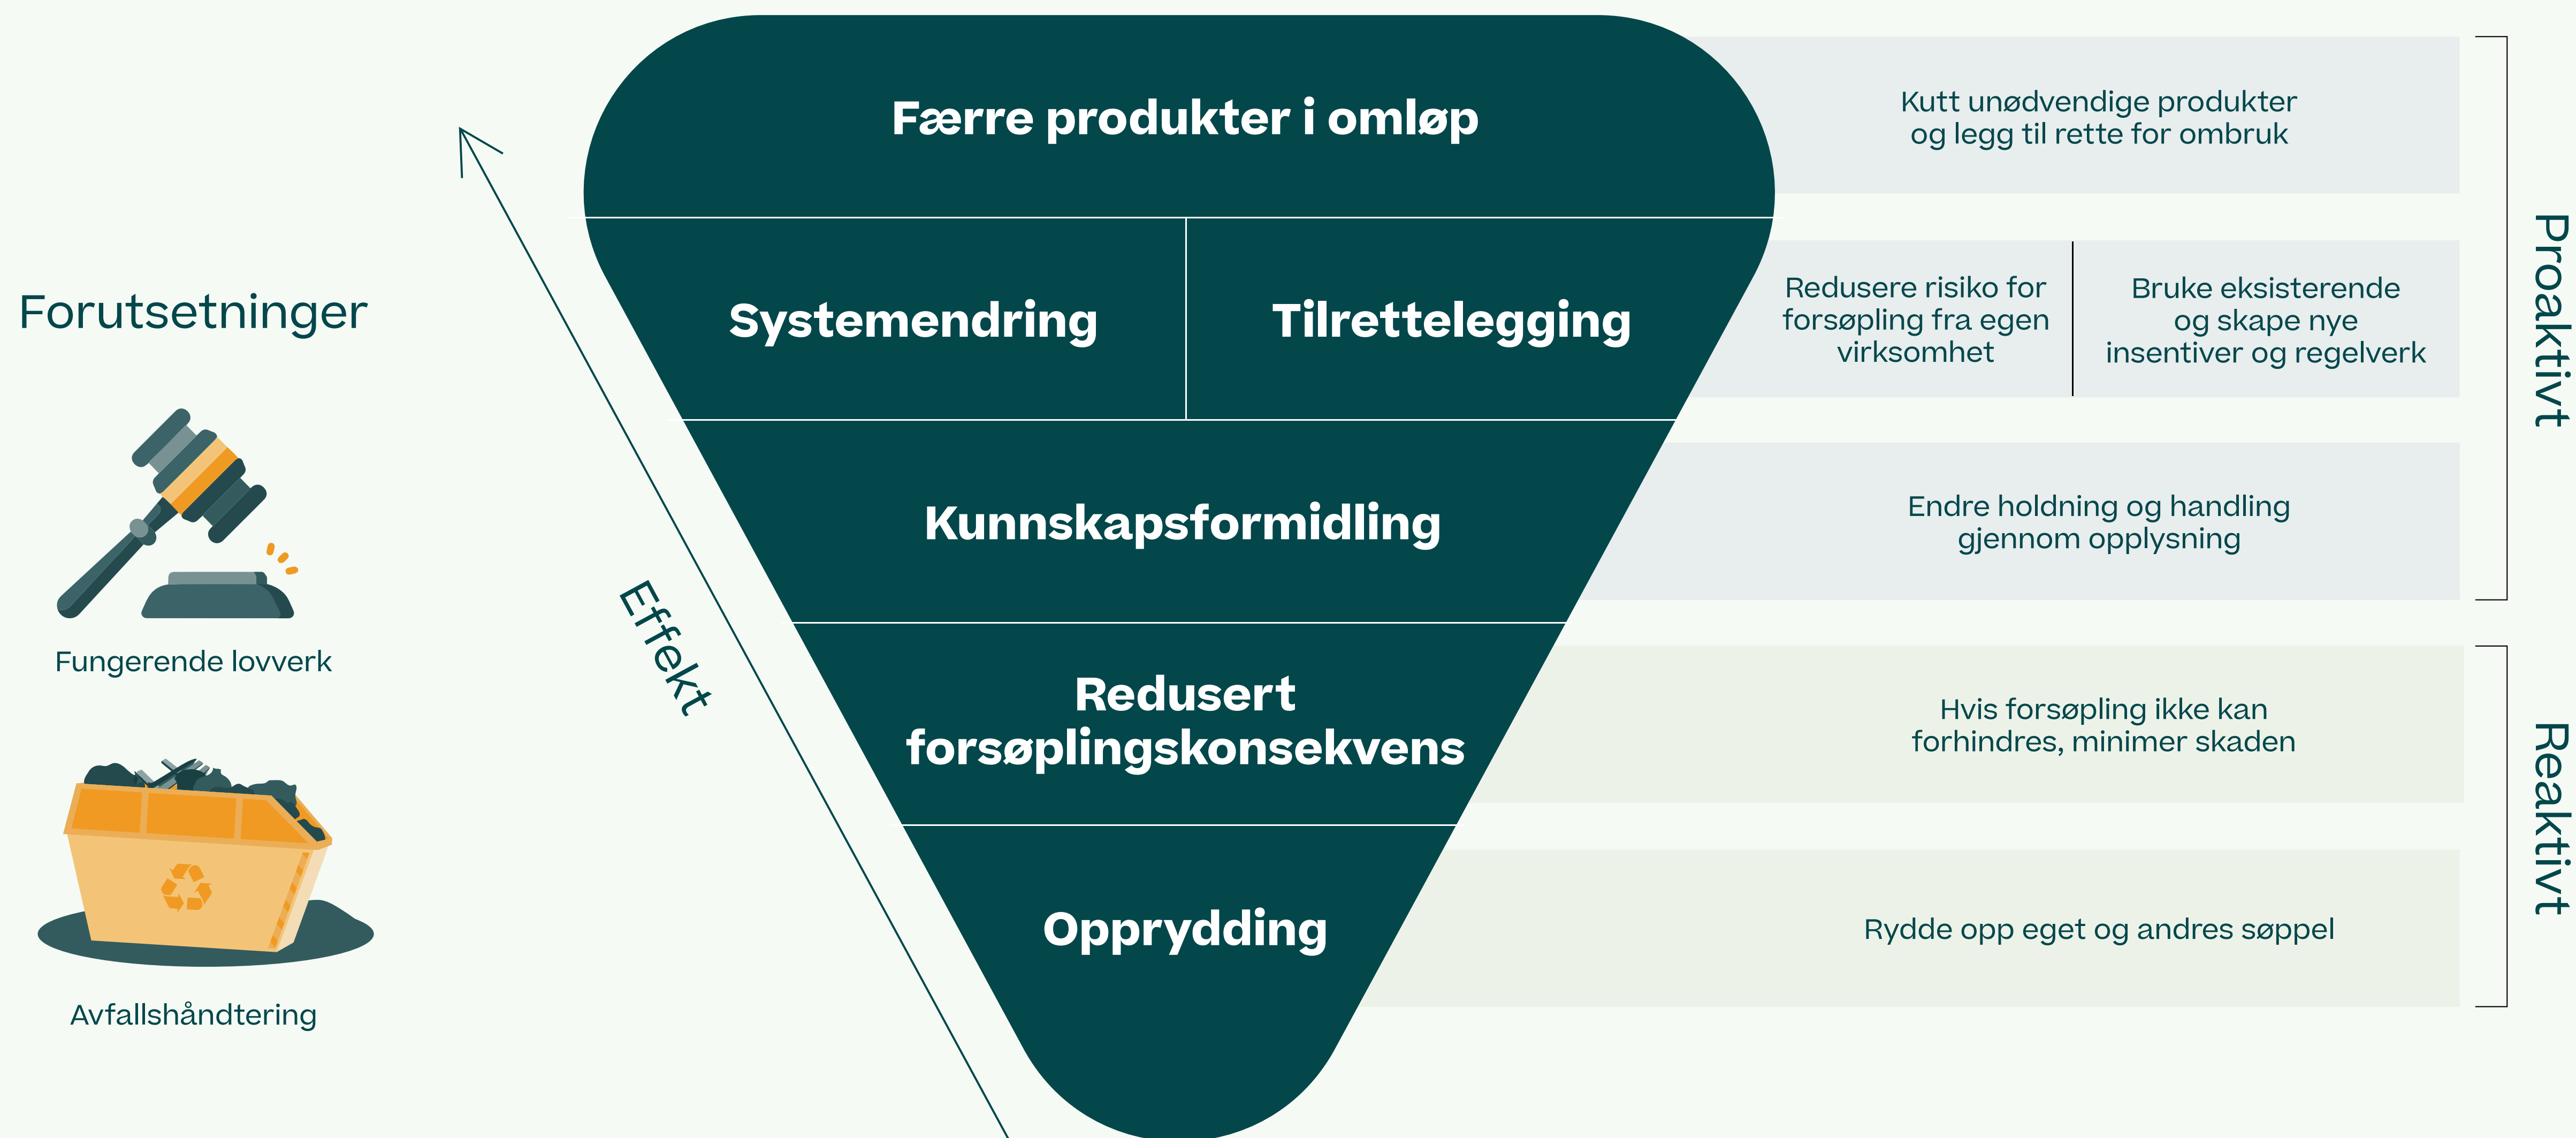 Forutsetninger
Fungerende lovverk
Avfallshåndtering
Effekt
Færre produkter i omløp
Systemendring
Tilrettelegging
Kunnskapsformidling
Redusert
forsøplingskonsekvens
Opprydding
Kutt unødvendige produkter
og legg til rette for ombruk
Redusere risiko for
forsøpling fra egen
virksomhet
Bruke eksisterende
og skape nye
insentiver og regelverk
Endre holdning og handling
gjennom opplysning
Hvis forsøpling ikke kan
forhindres, minimer skaden
Rydde opp eget og andres søppel
Proaktivt
Reaktivt